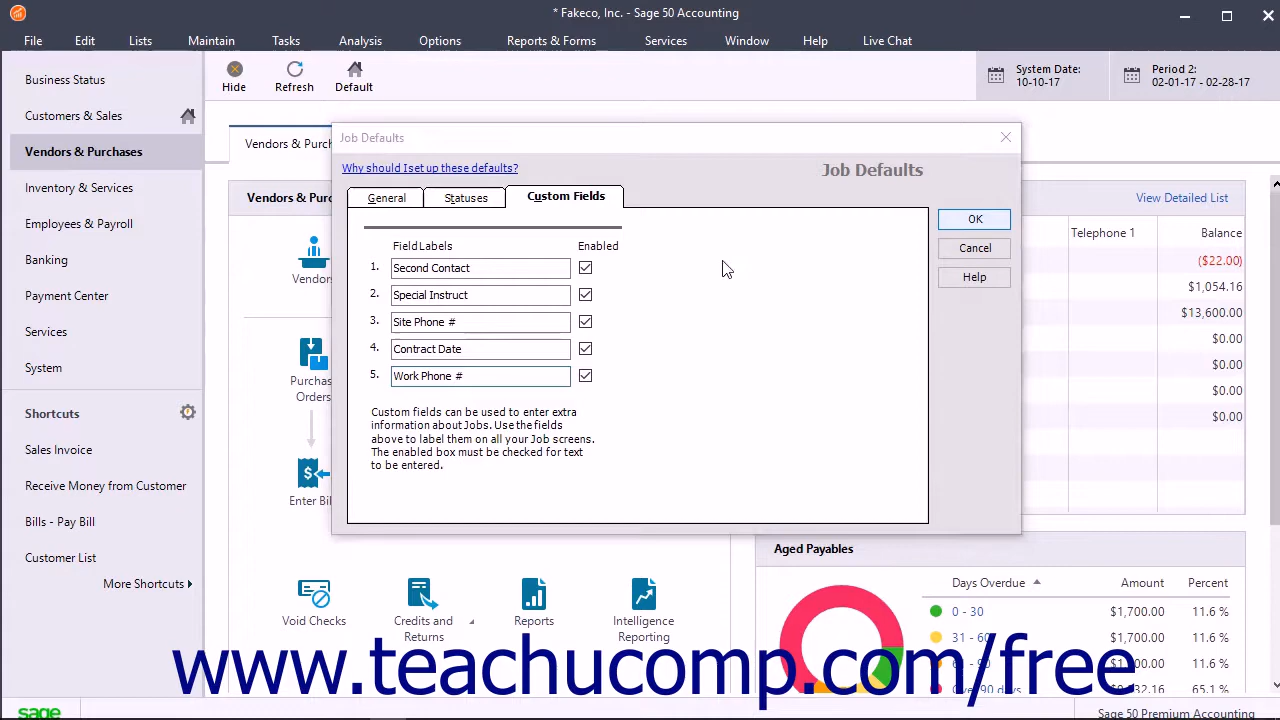 * Fakeco, Inc. - Sage 50 Accounting
File Edit Lists Maintain Tasks Analysis Options Reports & Forms Services Window Help Live Chat
Business Status
Customers & Sales
Vendors & Purchases
Inventory & Services
Employees & Payroll
Banking
Payment Center
Services
System
Shortcuts
Sales Invoice
Receive Money from Customer
Bills - Pay Bill
Customer List
More Shortcuts
sage
Hide Refresh Default
System Date:
10-10-17
Period 2:
02-01-17 - 02-28-17
Vendors & Purch
Job Defaults
Why should I set up these defaults?
Job Defaults
General Statuses Custom Fields
Field Labels Enabled
1. Second Contact
2. Special Instruct
3. Site Phone #
4. Contract Date
5. Work Phone #
Custom fields can be used to enter extra
information about Jobs. Use the fields
above to label them on all your Job screens.
The enabled box must be checked for text
to be entered.
OK
Cancel
Help
Vendors & Purc
Vendors
Purchas
Orders
Enter Bil
Void Checks
Credits and
Returns
Reports
Intelligence
Reporting
View Detailed List
Telephone 1 Balance
($22.00)
$1,054.16
$13,600.00
$0.00
$0.00
$0.00
$0.00
Aged Payables
Days Overdue Amount Percent
0 - 30 $1,700.00 11.6 %
31 - 60 $1,700.00 11.6 %
11.6 %
65.1 %
www.teachucomp.com/free
Sage 50 Premium Accounting